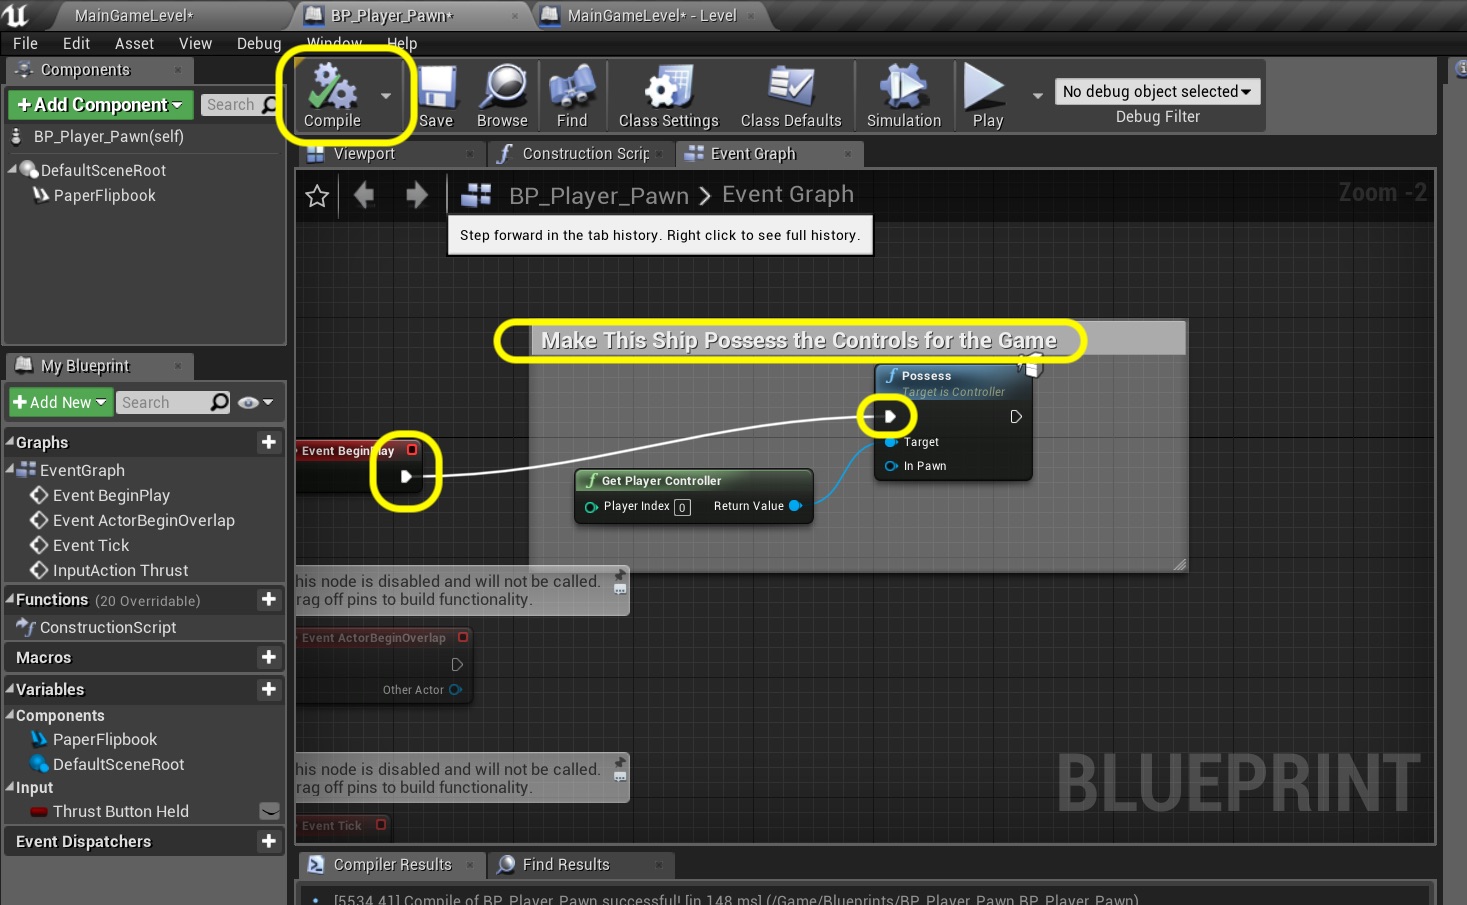 MainGameLevel*
BP_Player_Pawn*
MainGameLevel* - Level
File Edit Asset View Debug Window Help
Components
+Add Component
Search
BP_Player_Pawn(self)
DefaultSceneRoot
PaperFlipbook
Compile
Save
Browse
Find
Class Settings
Class Defaults
Simulation
Play
No debug object selected
Debug Filter
Viewport
Construction Scrip
Event Graph
BP_Player_Pawn > Event Graph
Zoom -2
Step forward in the tab history. Right click to see full history.
Make This Ship Possess the Controls for the Game
Possess
Target is Controller
Target
In Pawn
Event BeginPlay
Get Player Controller
Player Index 0 Return Value
his node is disabled and will not be called.
rag off pins to build functionality.
Event ActorBeginOverlap
Other Actor
his node is disabled and will not be called.
rag off pins to build functionality.
Event Tick
BLUEPRINT
My Blueprint
+Add New
Search
Graphs
EventGraph
Event BeginPlay
Event ActorBeginOverlap
Event Tick
InputAction Thrust
Functions (20 Overridable)
ConstructionScript
Macros
Variables
Components
PaperFlipbook
DefaultSceneRoot
Input
Thrust Button Held
Event Dispatchers
Compiler Results
Find Results
[5534.41] Compile of BP_Player_Pawn successful! [in 148 ms] (/Game/Blueprints/BP_Player_Pawn.BP_Player_Pawn)